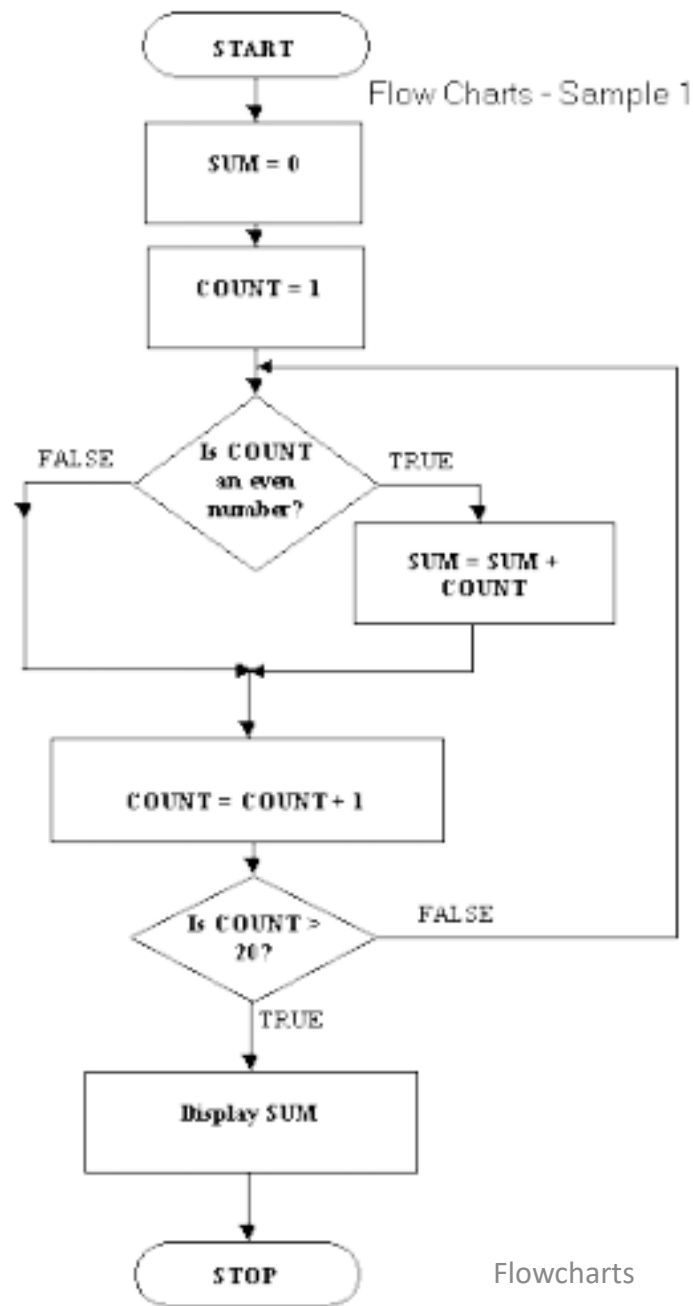 START
Flow Charts - Sample 1
SUM = 0
COUNT = 1
Is COUNT
an even
number?
FALSE
TRUE
SUM = SUM +
COUNT
COUNT = COUNT + 1
Is COUNT >
20?
FALSE
TRUE
Display SUM
STOP
Flowcharts